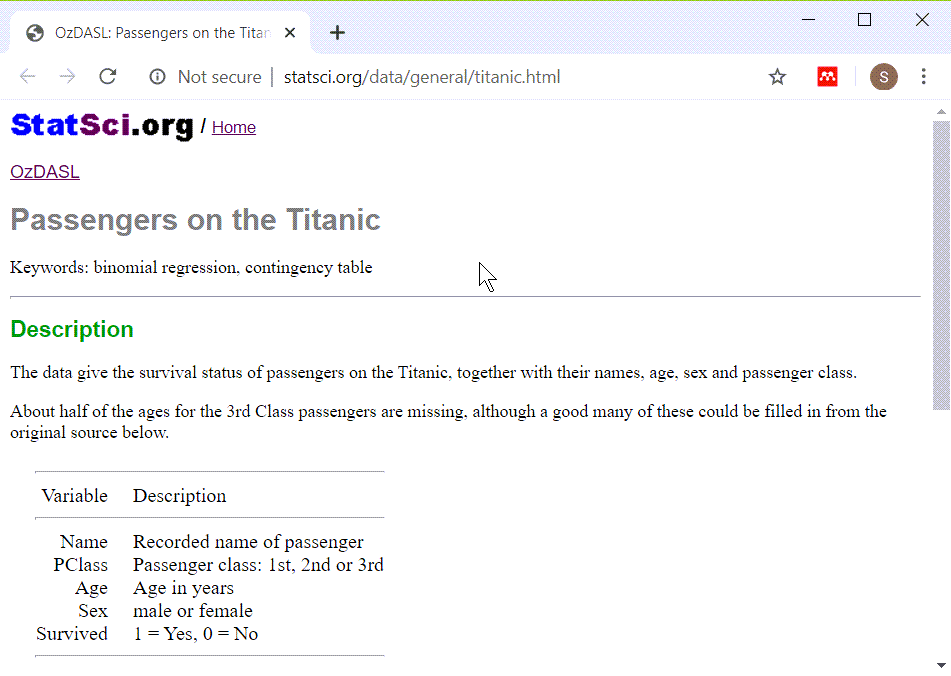 OzDASL: Passengers on the Titan
Not secure | statsci.org/data/general/titanic.html
S
StatSci.org / Home
OzDASL
Passengers on the Titanic
Keywords: binomial regression, contingency table
Description
The data give the survival status of passengers on the Titanic, together with their names, age, sex and passenger class.
About half of the ages for the 3rd Class passengers are missing, although a good many of these could be filled in from the
original source below.
Variable Description
Name Recorded name of passenger
PClass Passenger class: 1st, 2nd or 3rd
Age Age in years
Sex male or female
Survived 1 = Yes, 0 = No